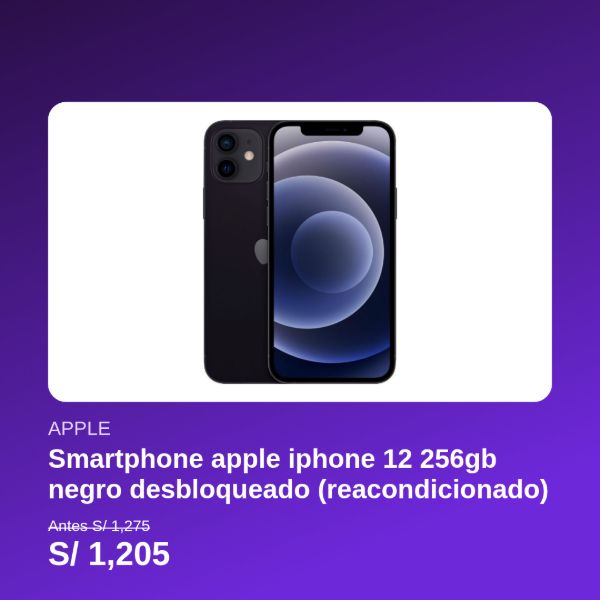 APPLE
Smartphone apple iphone 12 256gb
negro desbloqueado (reacondicionado)
Antes S/ 1,275
S/ 1,205